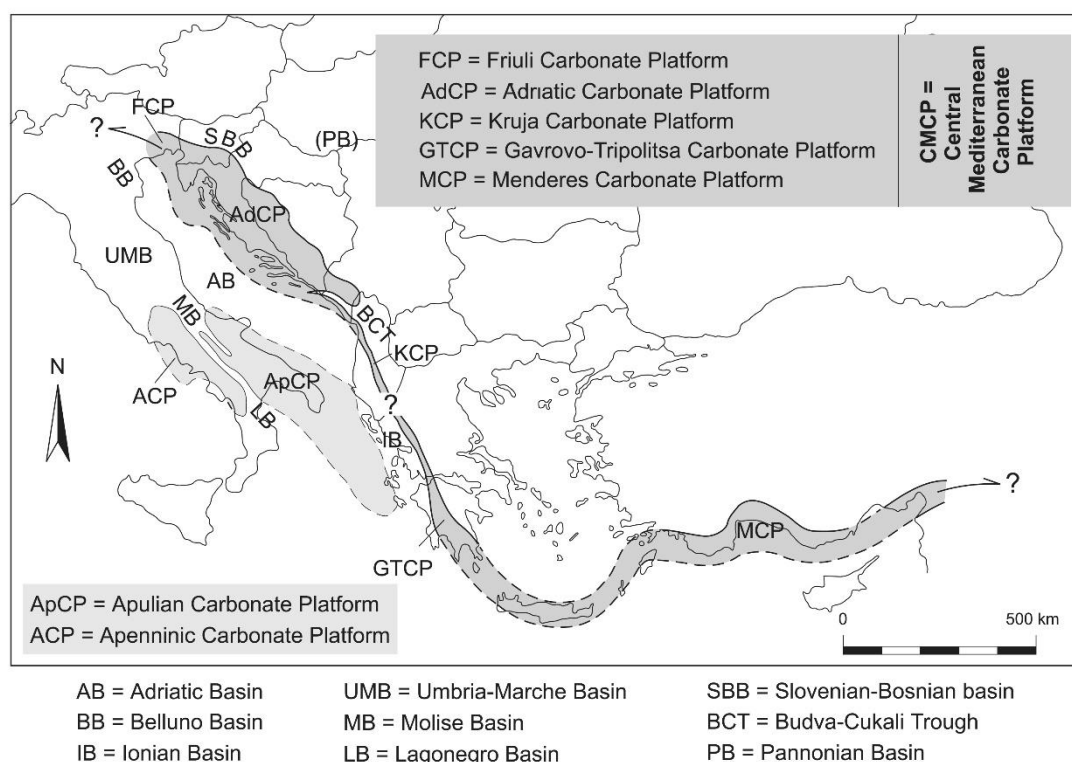 FCP = Friuli Carbonate Platform
AdCP = Adrıatic Carbonate Platform
KCP = Kruja Carbonate Platform
GTCP = Gavrovo-Tripolitsa Carbonate Platform
MCP = Menderes Carbonate Platform
CMCP =
Central
Mediterranean
Carbonate
Platform
FCP
?
SBB
(PB)
BB
AdCP
UMB
AB
MB
BCT
KCP
N
ACP
ApCP
?
LB
IB
?
MCP
GTCP
ApCP = Apulian Carbonate Platform
ACP = Apenninic Carbonate Platform
0
500 km
AB = Adriatic Basin
BB = Belluno Basin
IB = Ionian Basin
UMB = Umbria-Marche Basin
MB = Molise Basin
LB = Lagonegro Basin
SBB = Slovenian-Bosnian basin
BCT = Budva-Cukali Trough
PB = Pannonian Basin